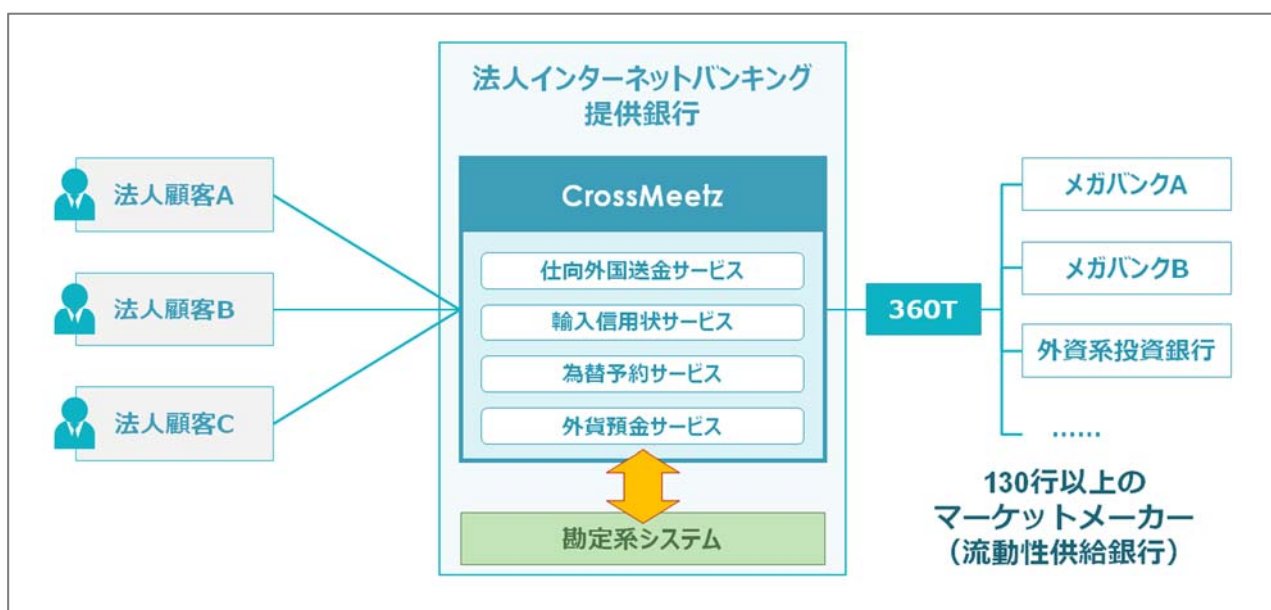 法人インターネットバンキング
提供銀行
法人顧客A
法人顧客B
法人顧客C
CrossMeetz
仕向外国送金サービス
輸入信用状サービス
為替予約サービス
外貨預金サービス
勘定系システム
360T
メガバンクA
メガバンクB
外資系投資銀行
……
130行以上の
マーケットメーカー
（流動性供給銀行）